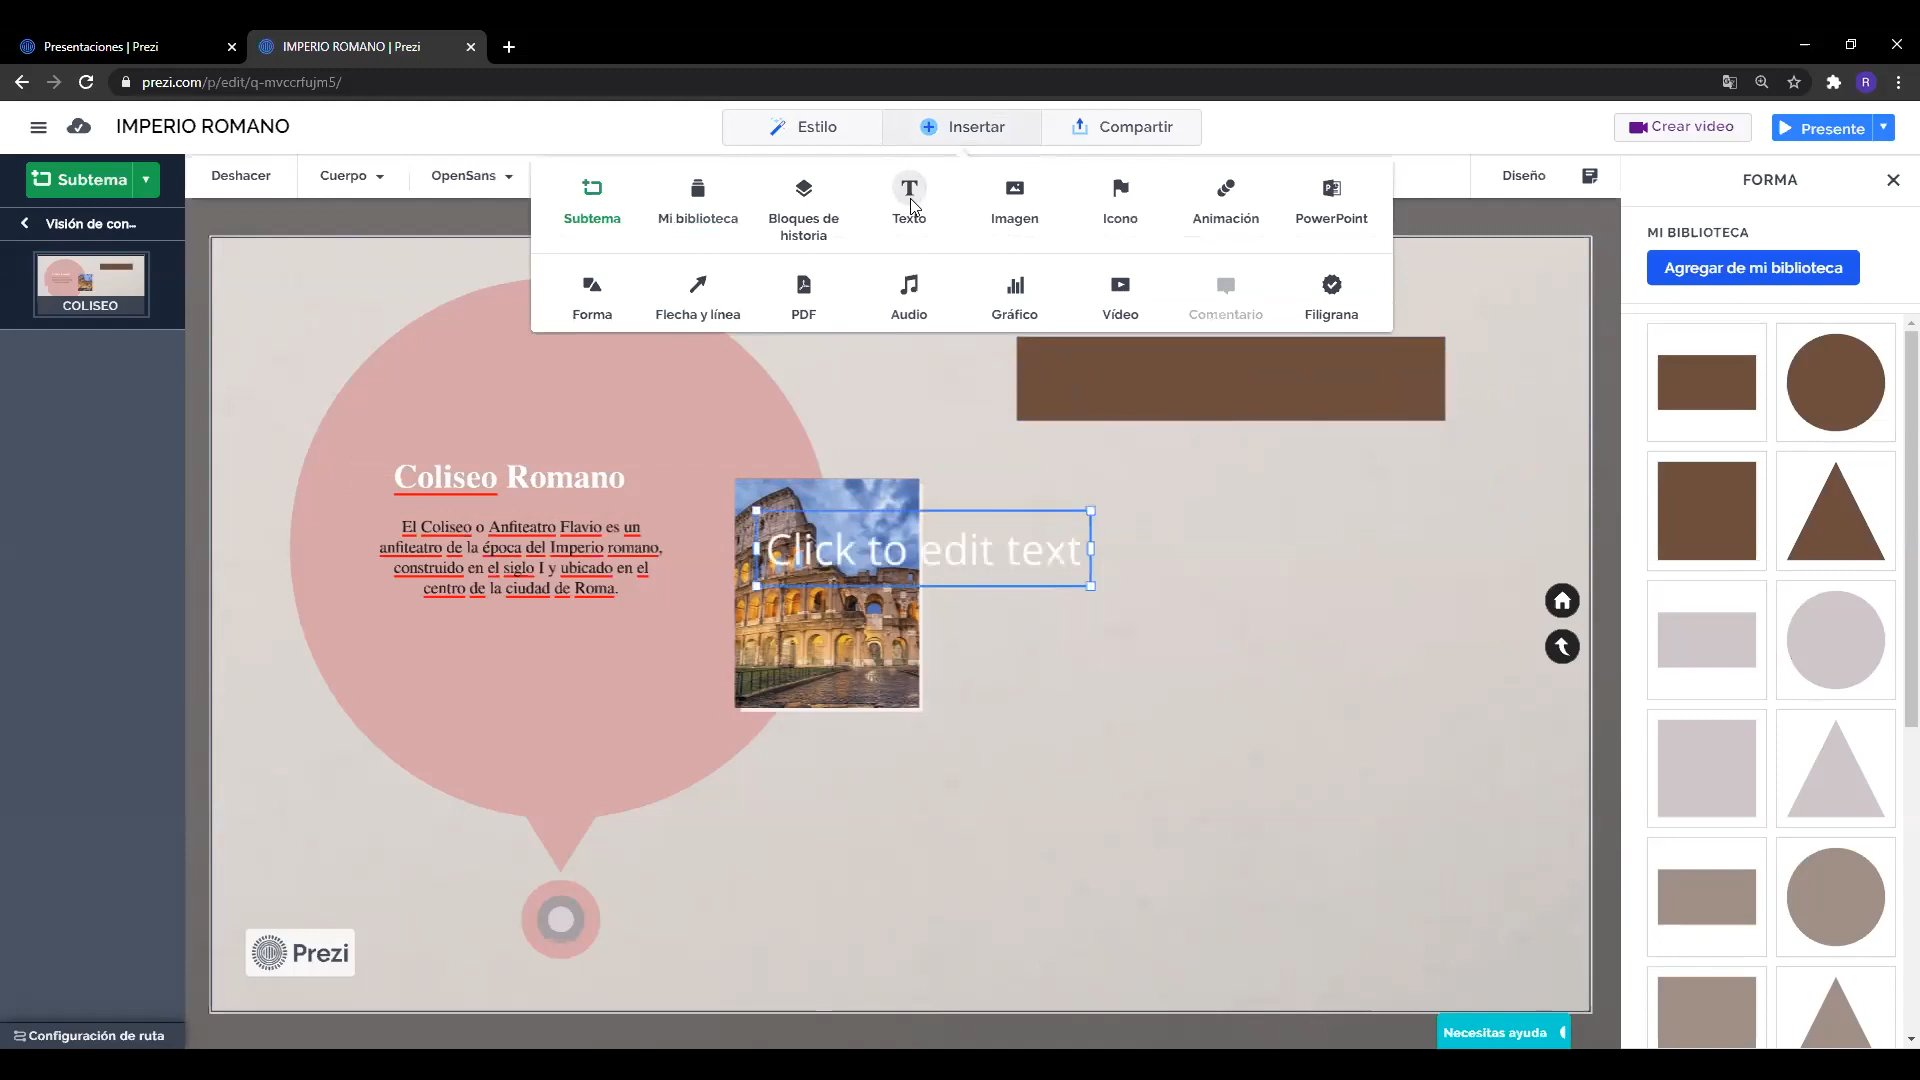 Presentaciones | Prezi
IMPERIO ROMANO | Prezi
prezi.com/p/edit/q-mvccrfujm5/
R
IMPERIO ROMANO
Estilo
Insertar
Compartir
Crear video
Presente
Subtema
Deshacer
Cuerpo
OpenSans
Diseño
FORMA
Visión de con...
COLISEO
Subtema
Mi biblioteca
Bloques de
historia
Texto
Imagen
Icono
Animación
PowerPoint
Forma
Flecha y línea
PDF
Audio
Gráfico
Vídeo
Comentario
Filigrana
MI BIBLIOTECA
Agregar de mi biblioteca
Coliseo Romano
El Coliseo o Anfiteatro Flavio es un
anfiteatro de la época del Imperio romano,
construido en el siglo I y ubicado en el
centro de la ciudad de Roma.
Click to edit text
Prezi
Configuración de ruta
Necesitas ayuda